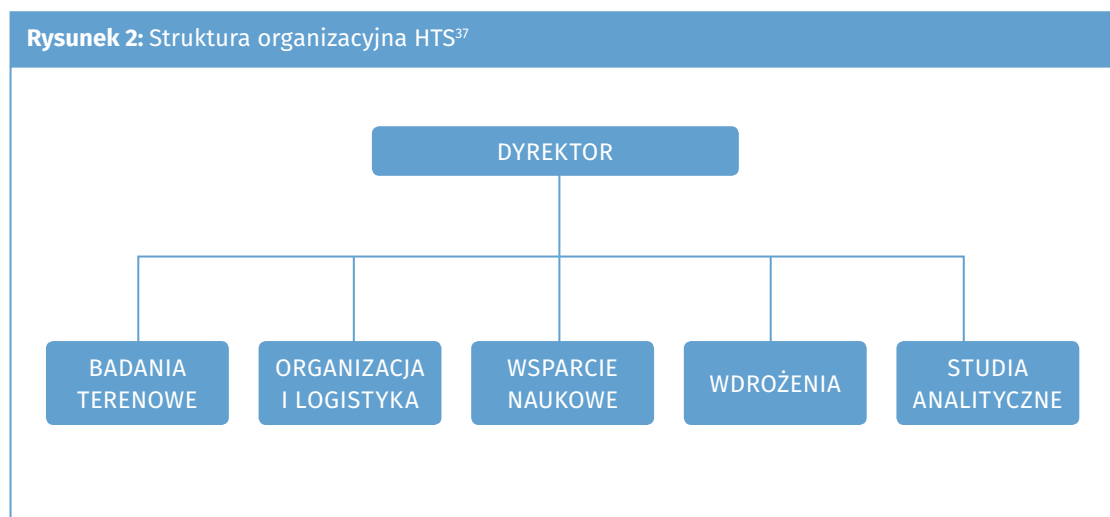 Rysunek 2: Struktura organizacyjna HTS³⁷
DYREKTOR
BADANIA
TERENOWE
ORGANIZACJA
I LOGISTYKA
WSPARCIE
NAUKOWE
WDROŻENIA
STUDIA
ANALITYCZNE